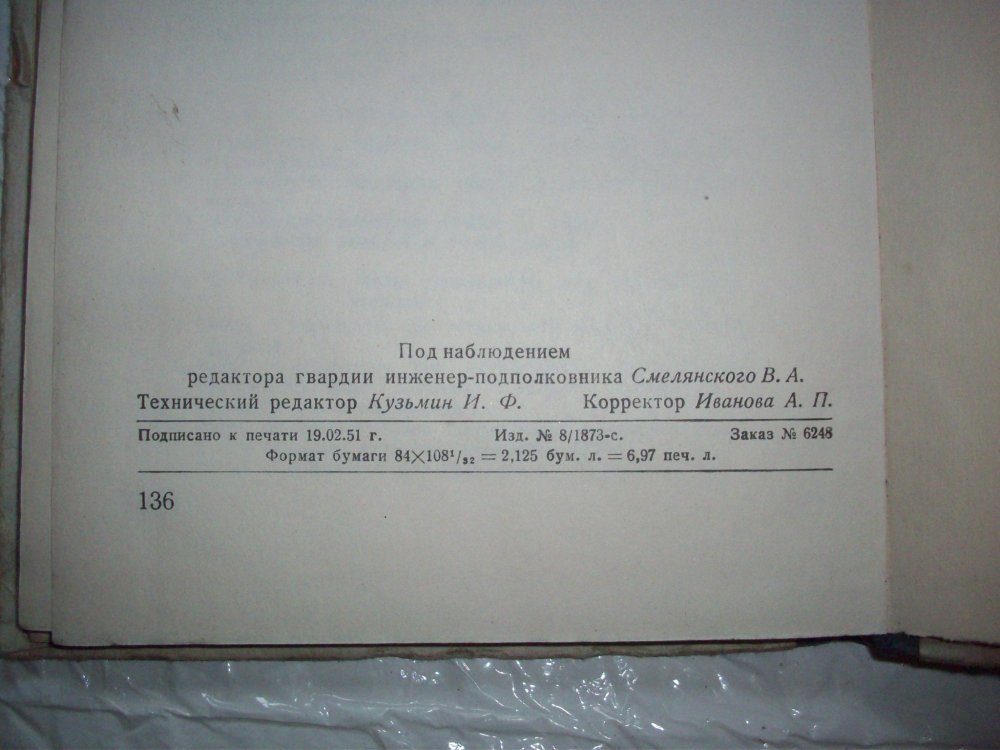 Под наблюдением
редактора гвардии инженер-подполковника Смелянского В. А.
Технический редактор Кузьмин И. Ф. Корректор Иванова А. П.
Подписано к печати 19.02.51 г. Изд. № 8/1873-с. Заказ № 6248
Формат бумаги 84×108¹/₃₂ = 2,125 бум. л. = 6,97 печ. л.
136